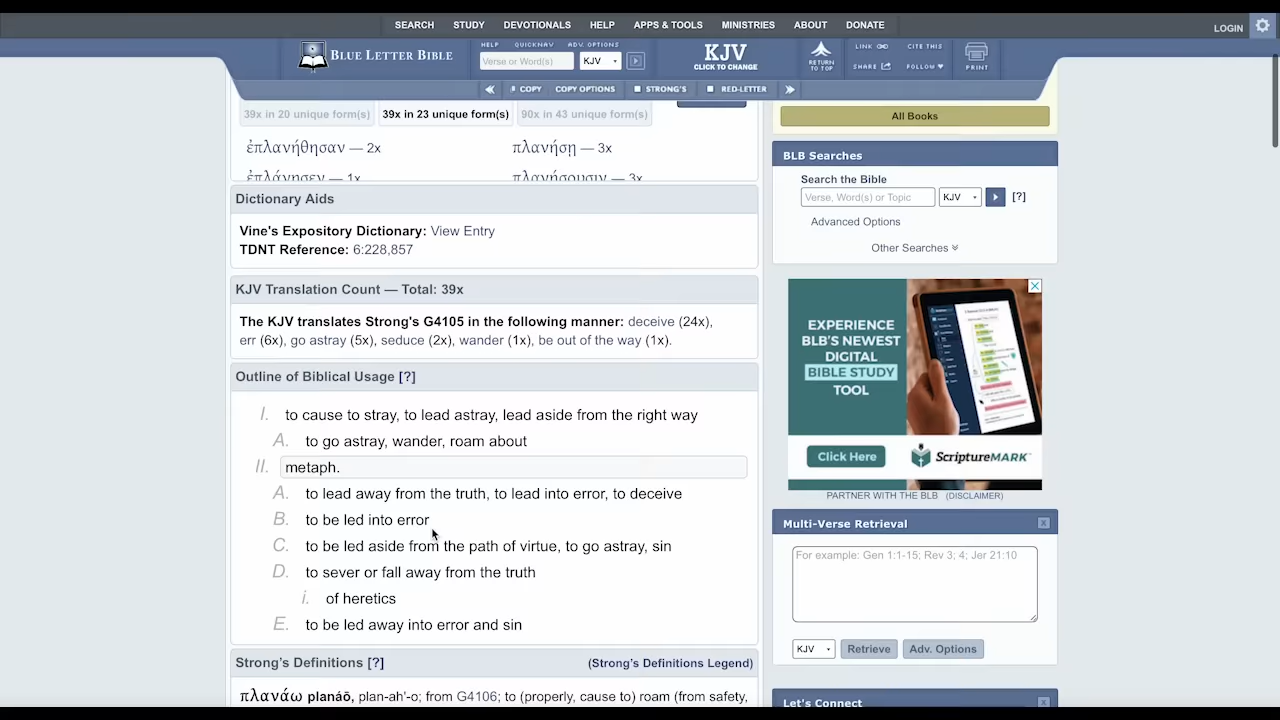 SEARCH STUDY DEVOTIONALS HELP APPS & TOOLS MINISTRIES ABOUT DONATE
LOGIN
BLUE LETTER BIBLE
HELP QUICKNAV ADV. OPTIONS
Verse or Word(s) KJV
KJV
CLICK TO CHANGE
RETURN
TO TOP
LINK CITE THIS
SHARE FOLLOW
PRINT
COPY COPY OPTIONS STRONG'S RED-LETTER
39x in 20 unique form(s) 39x in 23 unique form(s) 90x in 43 unique form(s)
ἐπλανήθησαν — 2x πλανήσῃ — 3x
ἐπλάνησεν — 1x πλανήσουσιν — 3x
Dictionary Aids
Vine's Expository Dictionary: View Entry
TDNT Reference: 6:228,857
KJV Translation Count — Total: 39x
The KJV translates Strong's G4105 in the following manner: deceive (24x),
err (6x), go astray (5x), seduce (2x), wander (1x), be out of the way (1x).
Outline of Biblical Usage [?]
I. to cause to stray, to lead astray, lead aside from the right way
A. to go astray, wander, roam about
II. metaph.
A. to lead away from the truth, to lead into error, to deceive
B. to be led into error
C. to be led aside from the path of virtue, to go astray, sin
D. to sever or fall away from the truth
i. of heretics
E. to be led away into error and sin
Strong's Definitions [?] (Strong's Definitions Legend)
πλανάω planáō, plan-ah'-o; from G4106; to (properly, cause to) roam (from safety,
All Books
BLB Searches
Search the Bible
Verse, Word(s) or Topic KJV [?]
Advanced Options
Other Searches
EXPERIENCE
BLB'S NEWEST
DIGITAL
BIBLE STUDY
TOOL
Click Here ScriptureMARK
PARTNER WITH THE BLB (DISCLAIMER)
Multi-Verse Retrieval x
For example: Gen 1:1-15; Rev 3; 4; Jer 21:10
KJV Retrieve Adv. Options
Let's Connect x